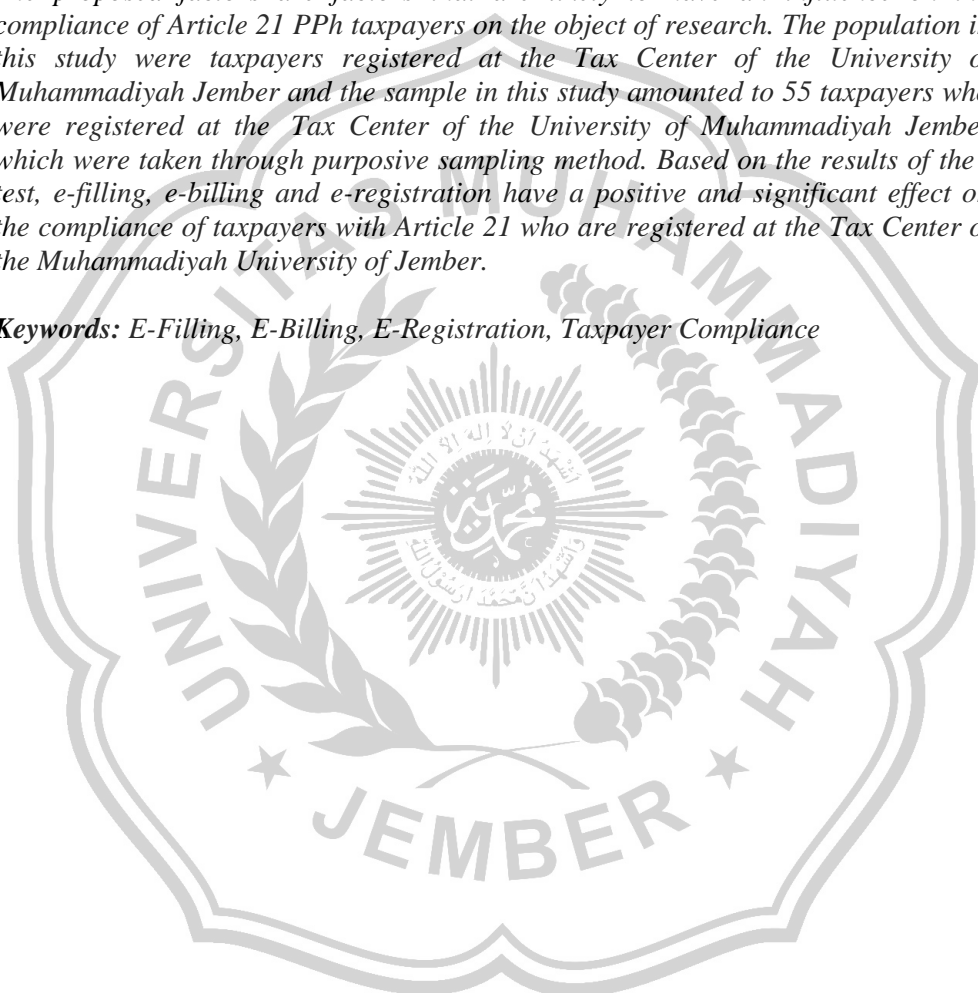 compliance of Article 21 PPh taxpayers on the object of research. The population in
this study were taxpayers registered at the Tax Center of the University of
Muhammadiyah Jember and the sample in this study amounted to 55 taxpayers who
were registered at the Tax Center of the University of Muhammadiyah Jember
which were taken through purposive sampling method. Based on the results of the
test, e-filling, e-billing and e-registration have a positive and significant effect on
the compliance of taxpayers with Article 21 who are registered at the Tax Center of
the Muhammadiyah University of Jember.
Keywords: E-Filling, E-Billing, E-Registration, Taxpayer Compliance
UNIVERSITAS MUHAMMADIYAH
JEMBER